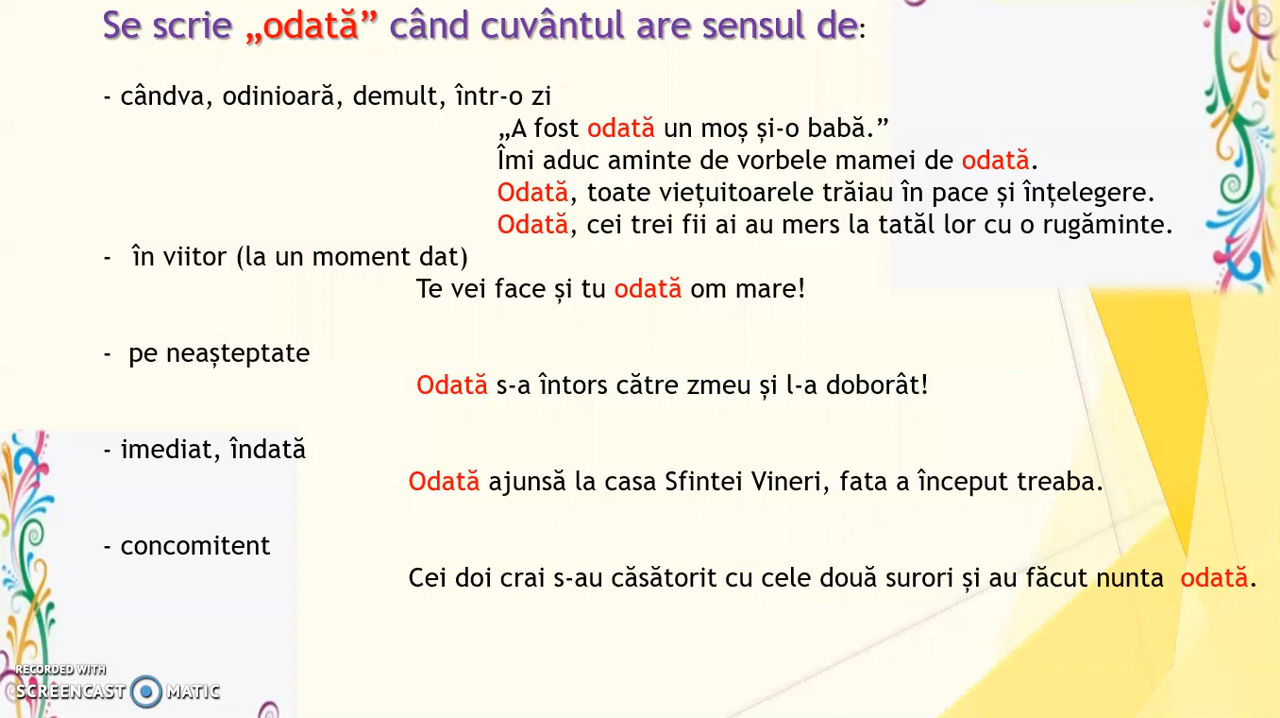 Se scrie „odată” când cuvântul are sensul de:
- cândva, odinioară, demult, într-o zi
„A fost odată un moș și-o babă.”
Îmi aduc aminte de vorbele mamei de odată.
Odată, toate viețuitoarele trăiau în pace și înțelegere.
Odată, cei trei fii ai au mers la tatăl lor cu o rugăminte.
- în viitor (la un moment dat)
Te vei face și tu odată om mare!
- pe neașteptate
Odată s-a întors către zmeu și l-a doborât!
- imediat, îndată
Odată ajunsă la casa Sfintei Vineri, fata a început treaba.
- concomitent
Cei doi crai s-au căsătorit cu cele două surori și au făcut nunta odată.
RECORDED WITH
SCREENCAST MATIC